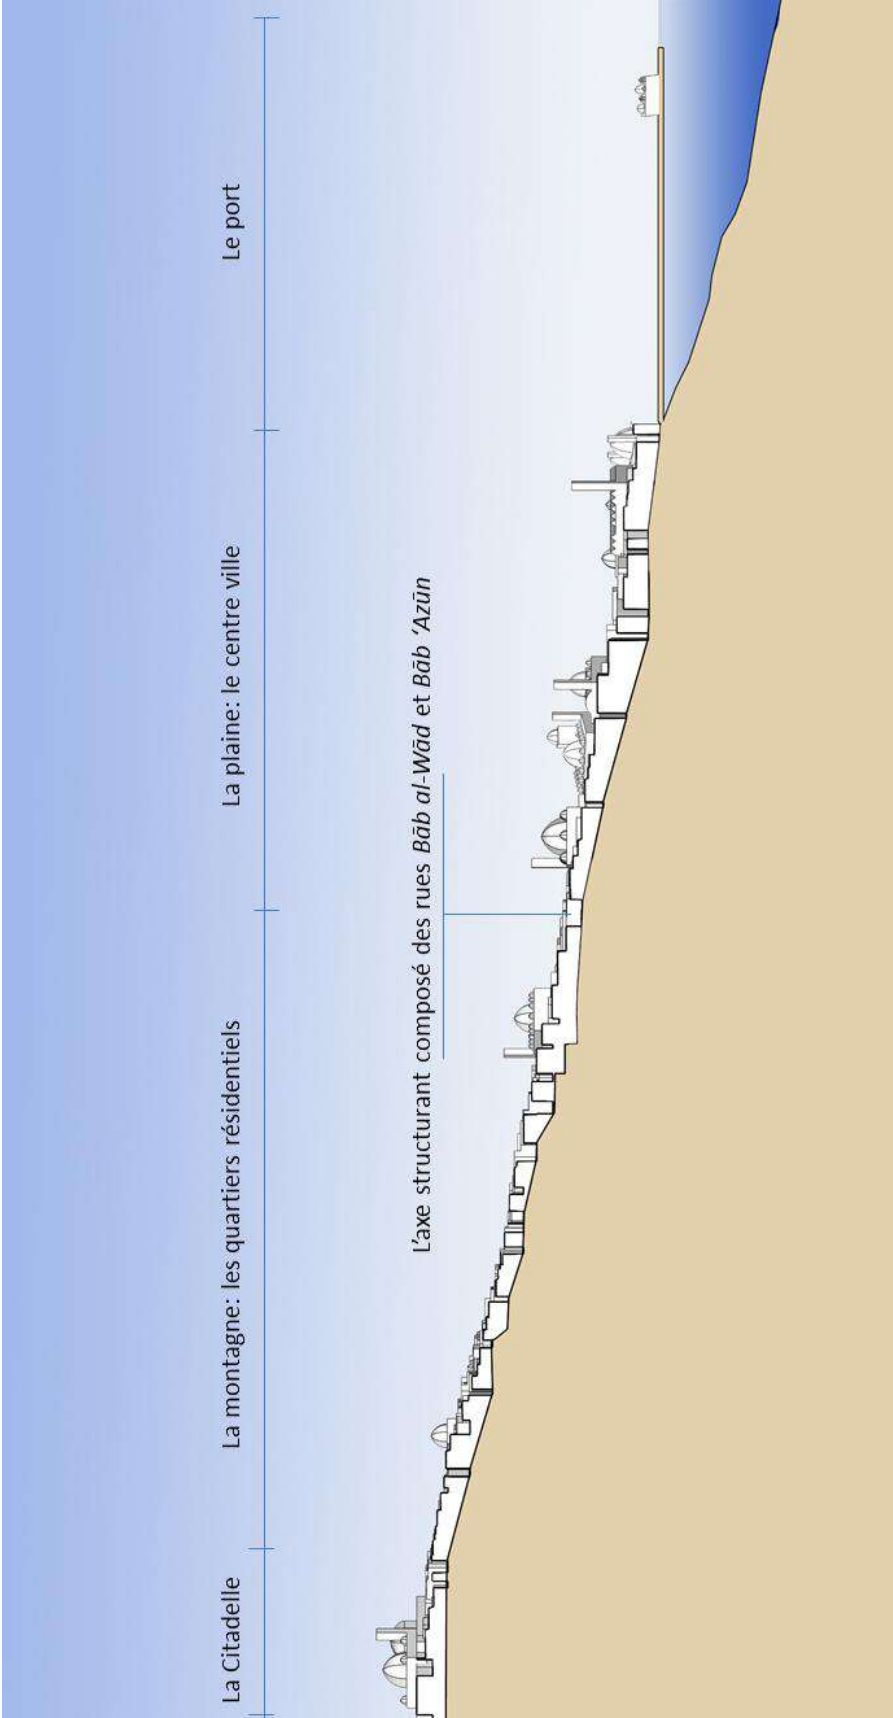 La Citadelle
La montagne: les quartiers résidentiels
La plaine: le centre ville
Le port
L'axe structurant composé des rues Bāb al-Wād et Bāb ‘Azūn